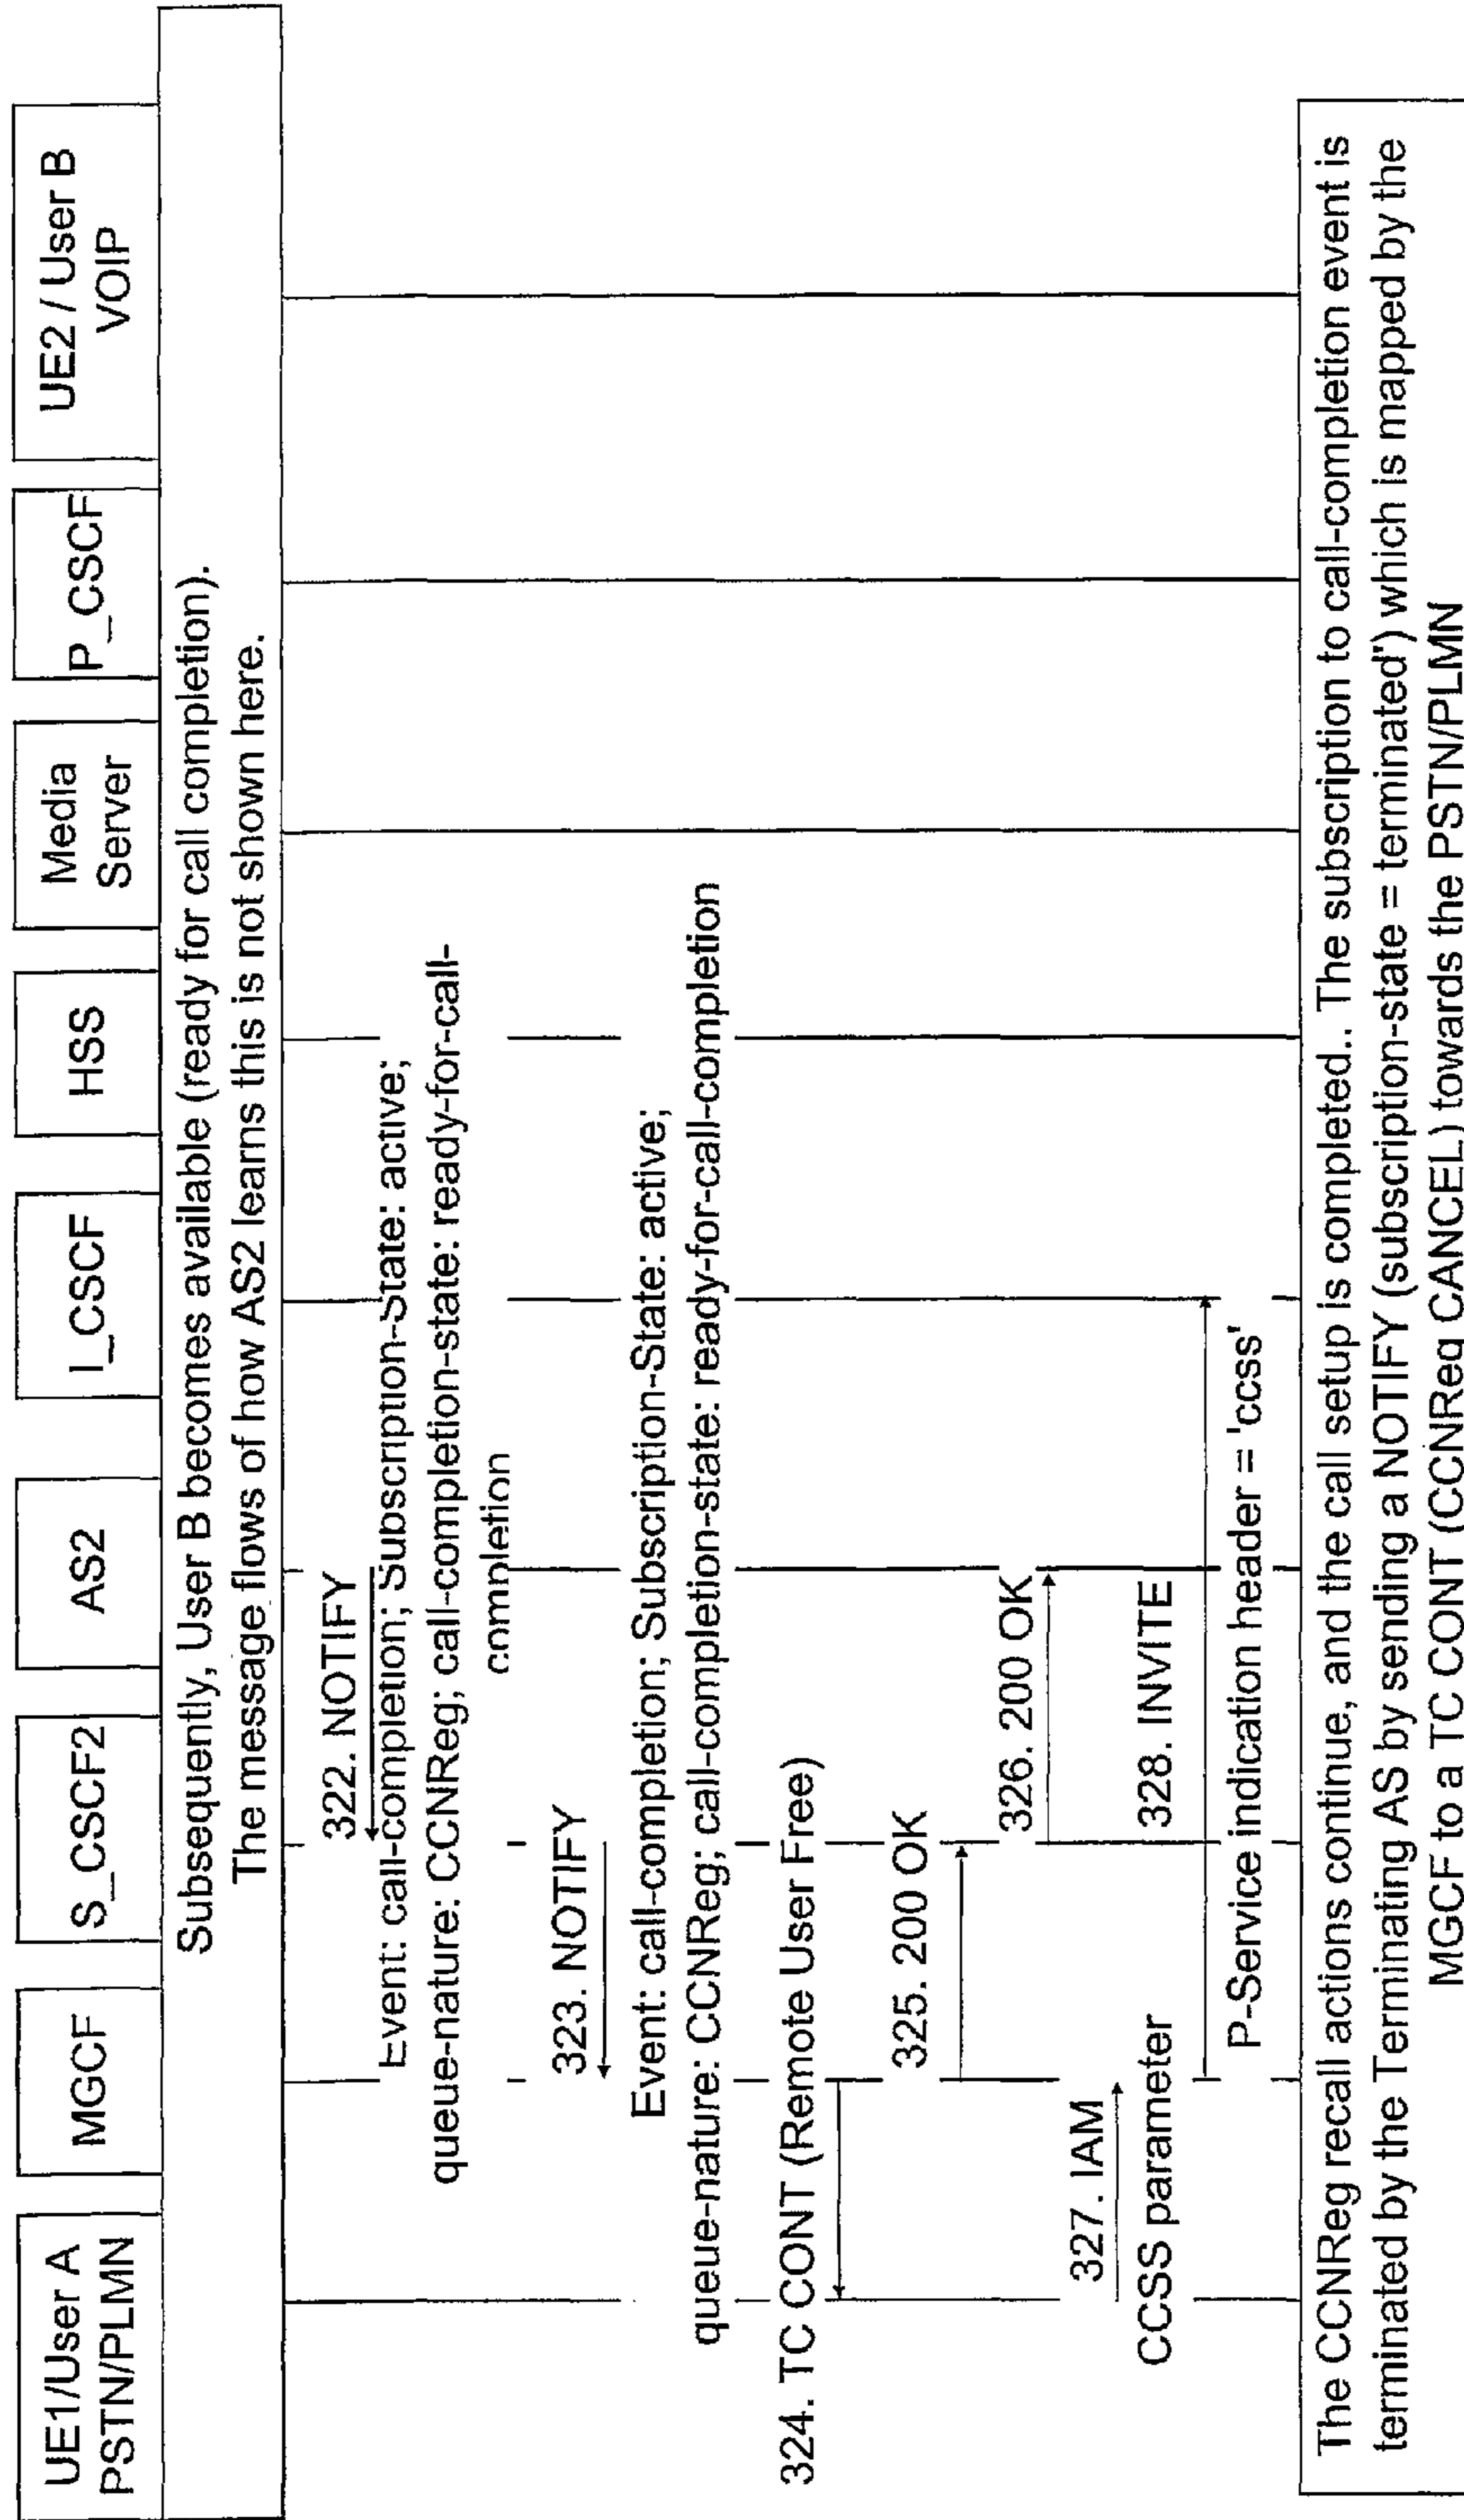 UE1/User A
PSTN/PLMN
MGCF
S_CSCF2
AS2
I_CSCF
HSS
Media
Server
P_CSCF
UE2 / User B
VOIP
Subsequently, User B becomes available (ready for call completion).
The message flows of how AS2 learns this is not shown here.
322. NOTIFY
Event: call-completion; Subscription-State: active;
queue-nature: CCNReg; call-completion-state: ready-for-call-
completion
323. NOTIFY
Event: call-completion; Subscription-State: active;
queue-nature: CCNReg; call-completion-state: ready-for-call-completion
324. TC CONT (Remote User Free)
325. 200 OK
326. 200 OK
327. IAM
CCSS parameter
328. INVITE
P-Service indication header = 'ccss'
The CCNReg recall actions continue, and the call setup is completed.. The subscription to call-completion event is
terminated by the Terminating AS by sending a NOTIFY (subscription-state = terminated') which is mapped by the
MGCF to a TC CONT (CCNReg CANCEL) towards the PSTN/PLMN